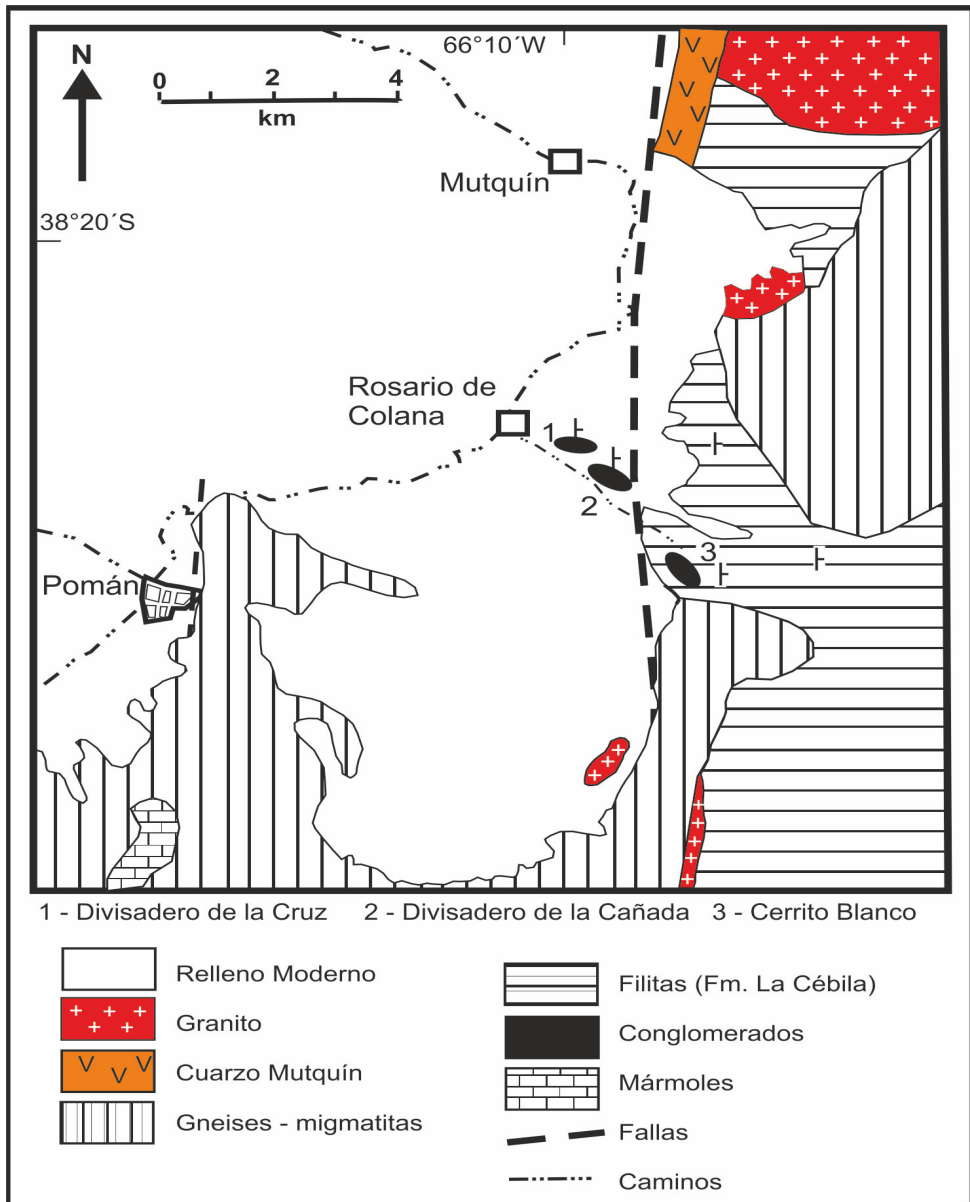 66°10´W
N
0 2 4
km
Mutquín
38°20´S
Rosario de
Colana
1
2
3
Pomán
1 - Divisadero de la Cruz 2 - Divisadero de la Cañada 3 - Cerrito Blanco
Relleno Moderno
Granito
Cuarzo Mutquín
Gneises - migmatitas
Filitas (Fm. La Cébila)
Conglomerados
Mármoles
Fallas
Caminos